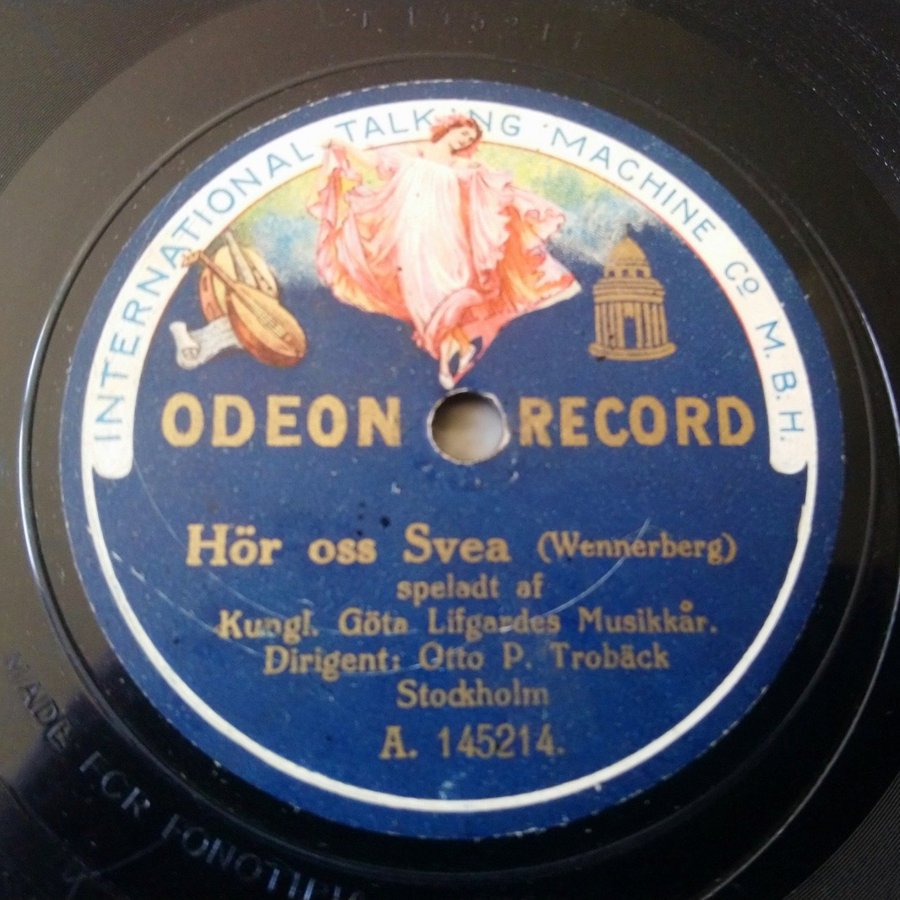 INTERNATIONAL TALKING MACHINE Co M.B.H.
ODEON RECORD
Hör oss Svea (Wennerberg)
speladt af
Kungl. Göta Lifgardes Musikkår.
Dirigent: Otto P. Trobäck
Stockholm
A. 145214.
MADE FOR FONOTIPIA